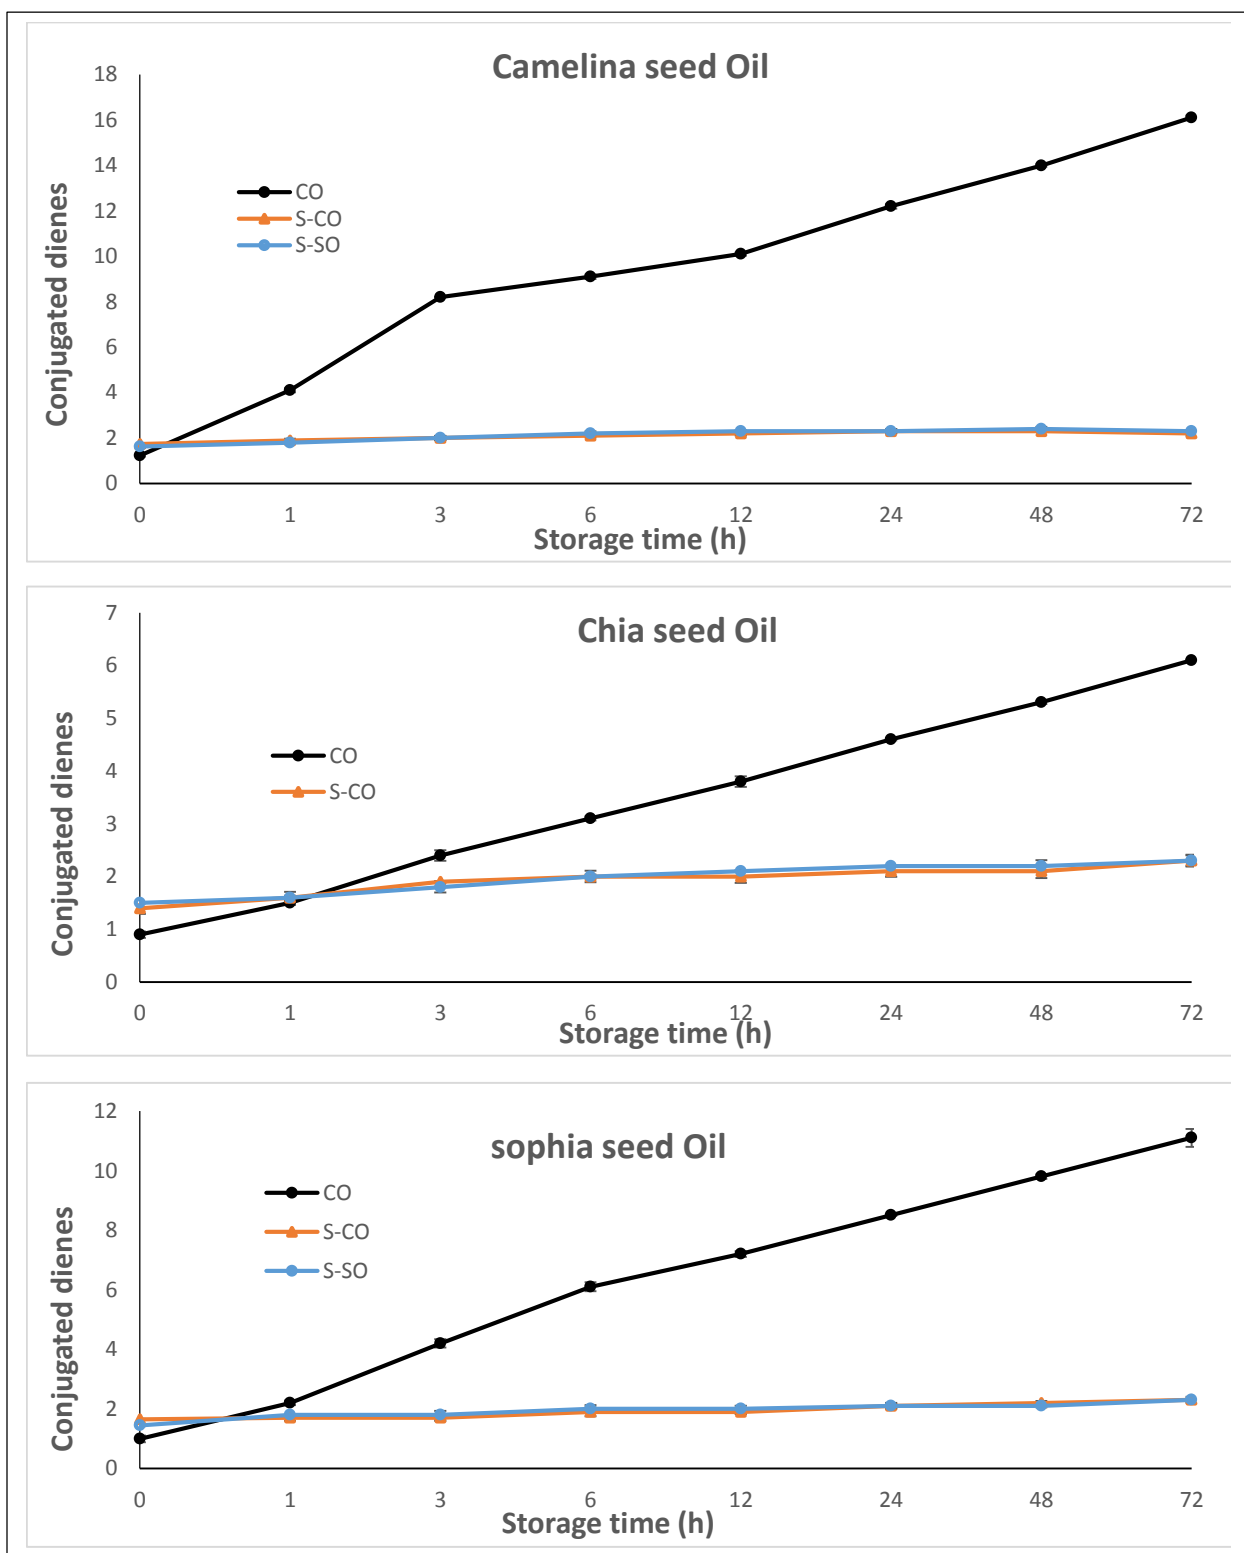 Camelina seed Oil
18
16
14
12
10
8
6
4
2
0
Conjugated dienes
CO
S-CO
S-SO
0 1 3 6 12 24 48 72
Storage time (h)
Chia seed Oil
7
6
5
4
3
2
1
0
Conjugated dienes
CO
S-CO
0 1 3 6 12 24 48 72
Storage time (h)
sophia seed Oil
12
10
8
6
4
2
0
Conjugated dienes
CO
S-CO
S-SO
0 1 3 6 12 24 48 72
Storage time (h)